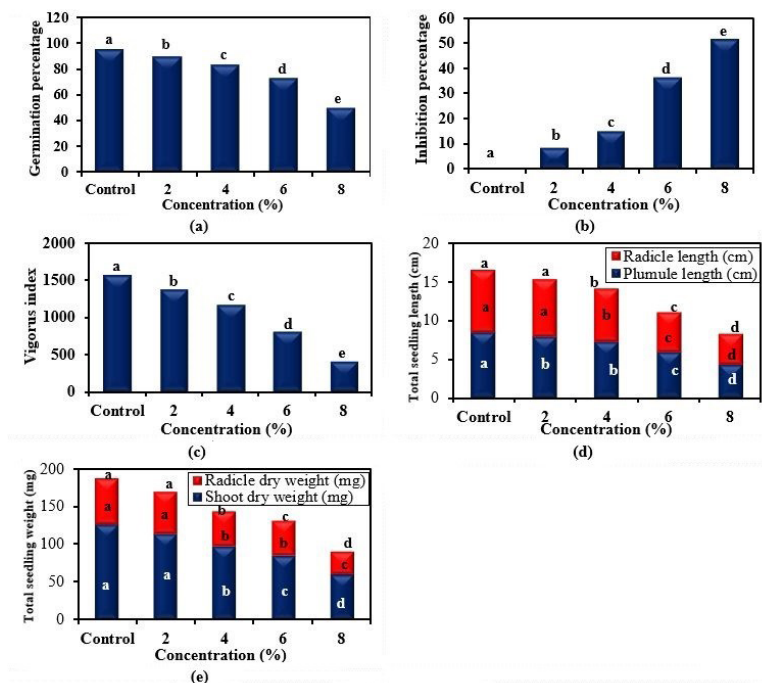 Germination percentage
120
100
80
60
40
20
0
a
b
c
d
e
Control 2 4 6 8
Concentration (%)
(a)
Inhibition percentage
60
50
40
30
20
10
0
a
b
c
d
e
Control 2 4 6 8
Concentration (%)
(b)
Vigorus index
2000
1500
1000
500
0
a
b
c
d
e
Control 2 4 6 8
Concentration (%)
(c)
Total seedling length (cm)
20
15
10
5
0
Radicle length (cm)
Plumule length (cm)
a a b c d
a a b c d
a b b c d
Control 2 4 6 8
Concentration (%)
(d)
Total seedling weight (mg)
200
150
100
50
0
Radicle dry weight (mg)
Shoot dry weight (mg)
a a b c d
a a b b c
a a b c d
Control 2 4 6 8
Concentration (%)
(e)